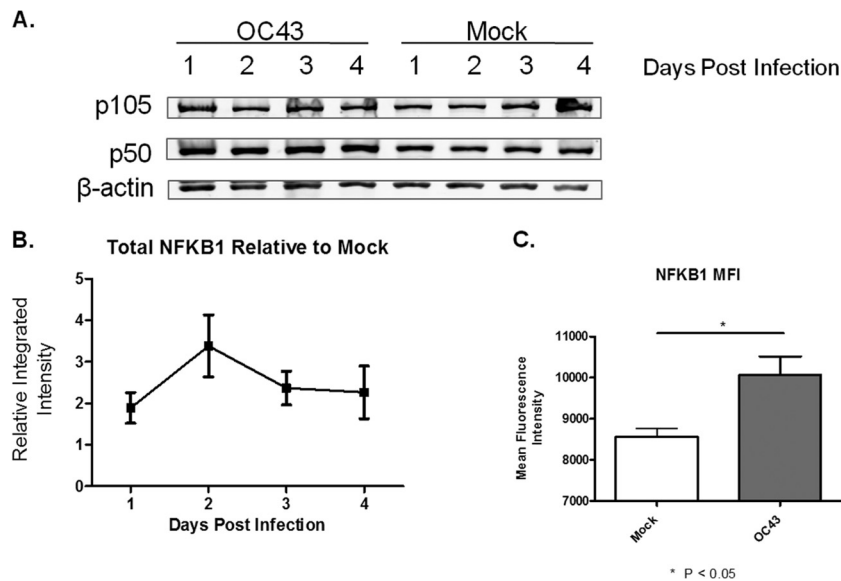 A.
OC43 Mock
1 2 3 4 1 2 3 4 Days Post Infection
p105
p50
β-actin
B.
Total NFKB1 Relative to Mock
Relative Integrated
Intensity
5
4
3
2
1
0
1 2 3 4
Days Post Infection
C.
NFKB1 MFI
*
Mean Fluorescence
Intensity
11000
10000
9000
8000
7000
Mock OC43
* P < 0.05